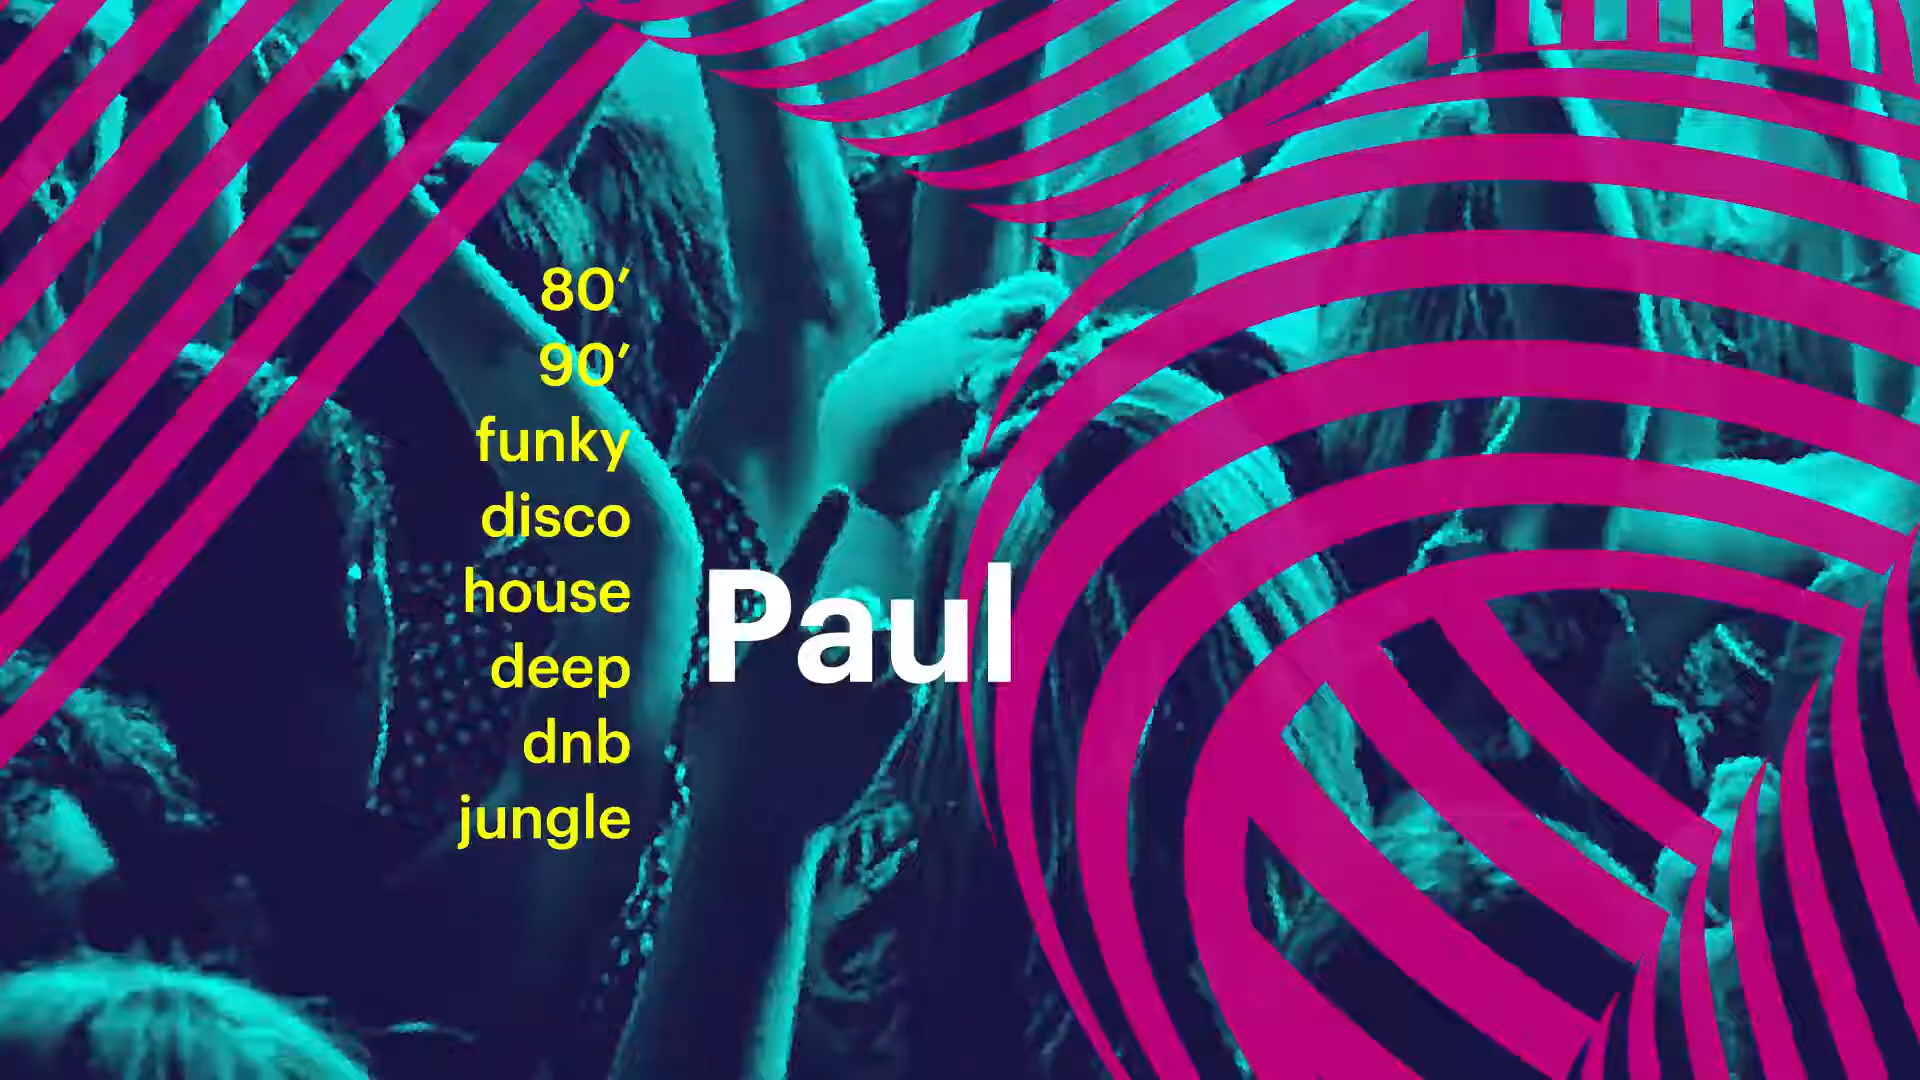 80’
90’
funky
disco
house
deep
dnb
jungle
Paul